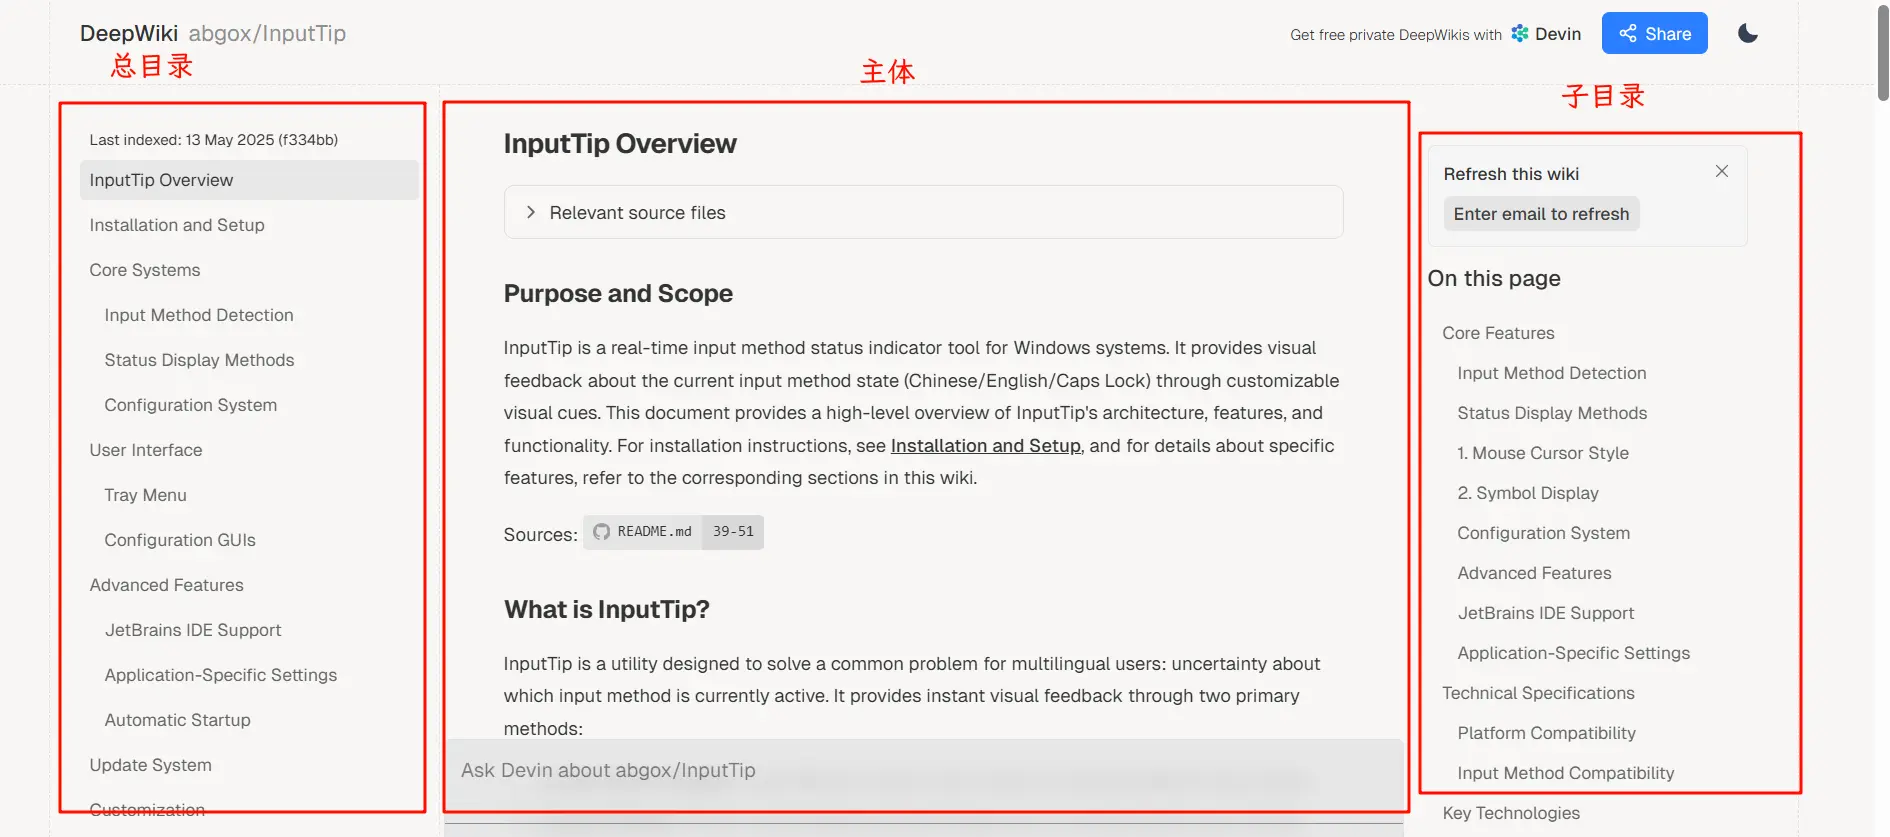 DeepWiki abgox/InputTip
Get free private DeepWikis with Devin
Share
总目录
主体
子目录
Last indexed: 13 May 2025 (f334bb)
InputTip Overview
Installation and Setup
Core Systems
Input Method Detection
Status Display Methods
Configuration System
User Interface
Tray Menu
Configuration GUIs
Advanced Features
JetBrains IDE Support
Application-Specific Settings
Automatic Startup
Update System
Customization
InputTip Overview
Relevant source files
Purpose and Scope
InputTip is a real-time input method status indicator tool for Windows systems. It provides visual
feedback about the current input method state (Chinese/English/Caps Lock) through customizable
visual cues. This document provides a high-level overview of InputTip's architecture, features, and
functionality. For installation instructions, see Installation and Setup, and for details about specific
features, refer to the corresponding sections in this wiki.
Sources: README.md 39-51
What is InputTip?
InputTip is a utility designed to solve a common problem for multilingual users: uncertainty about
which input method is currently active. It provides instant visual feedback through two primary
methods:
Ask Devin about abgox/InputTip
Refresh this wiki
Enter email to refresh
On this page
Core Features
Input Method Detection
Status Display Methods
1. Mouse Cursor Style
2. Symbol Display
Configuration System
Advanced Features
JetBrains IDE Support
Application-Specific Settings
Technical Specifications
Platform Compatibility
Input Method Compatibility
Key Technologies